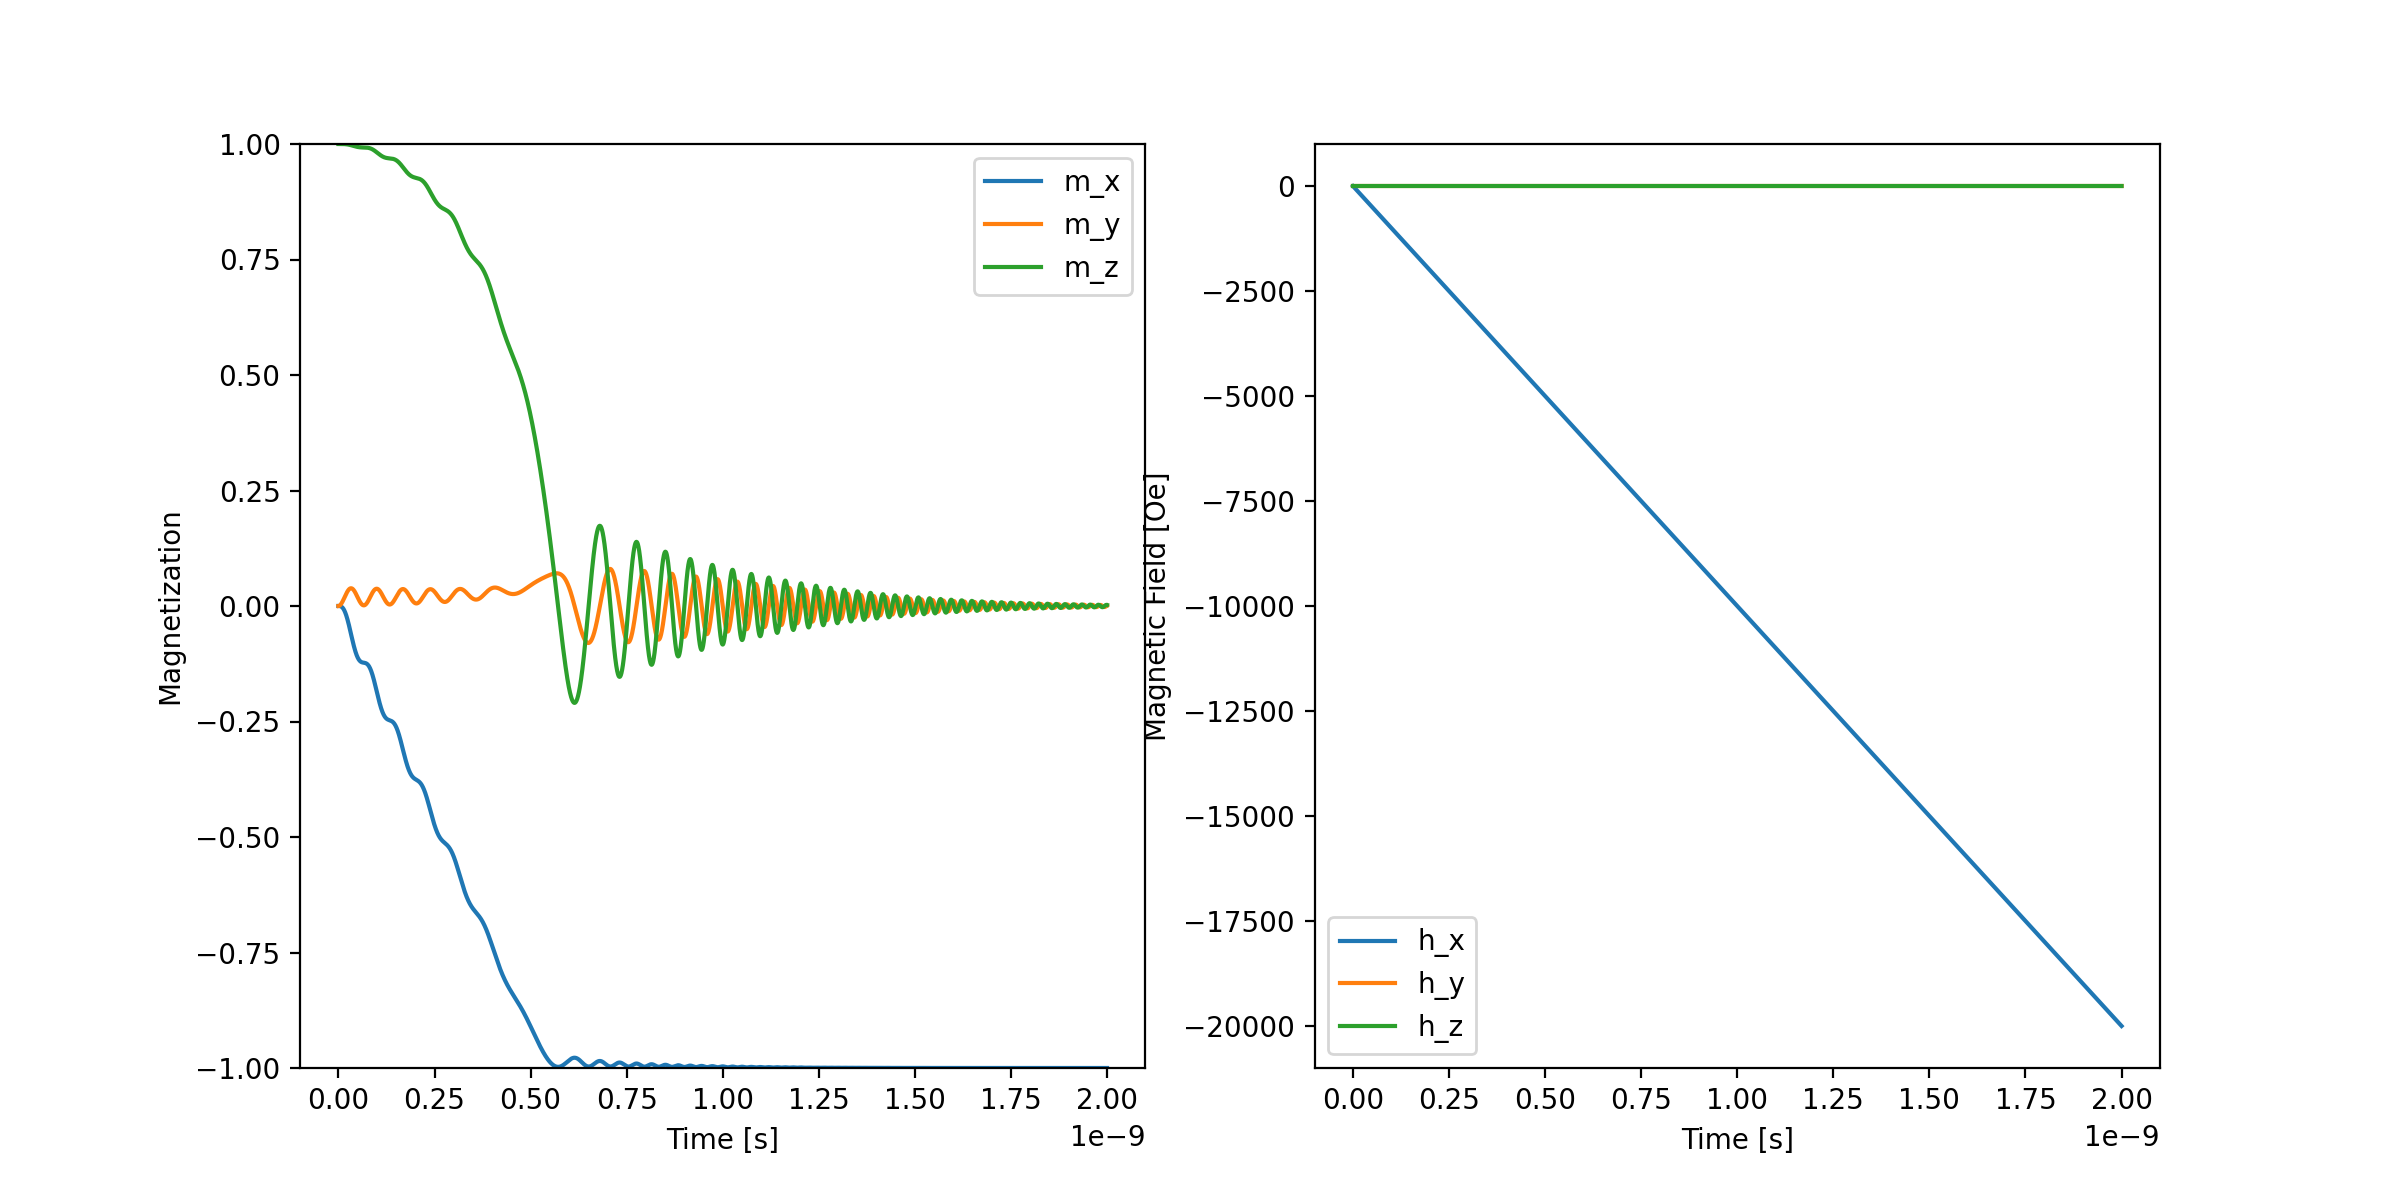 1.00
0.75
0.50
0.25
0.00
−0.25
−0.50
−0.75
−1.00
Magnetization
m_x
m_y
m_z
0.00 0.25 0.50 0.75 1.00 1.25 1.50 1.75 2.00
Time [s]
1e−9
0
−2500
−5000
−7500
−10000
−12500
−15000
−17500
−20000
Magnetic Field [Oe]
h_x
h_y
h_z
0.00 0.25 0.50 0.75 1.00 1.25 1.50 1.75 2.00
Time [s]
1e−9